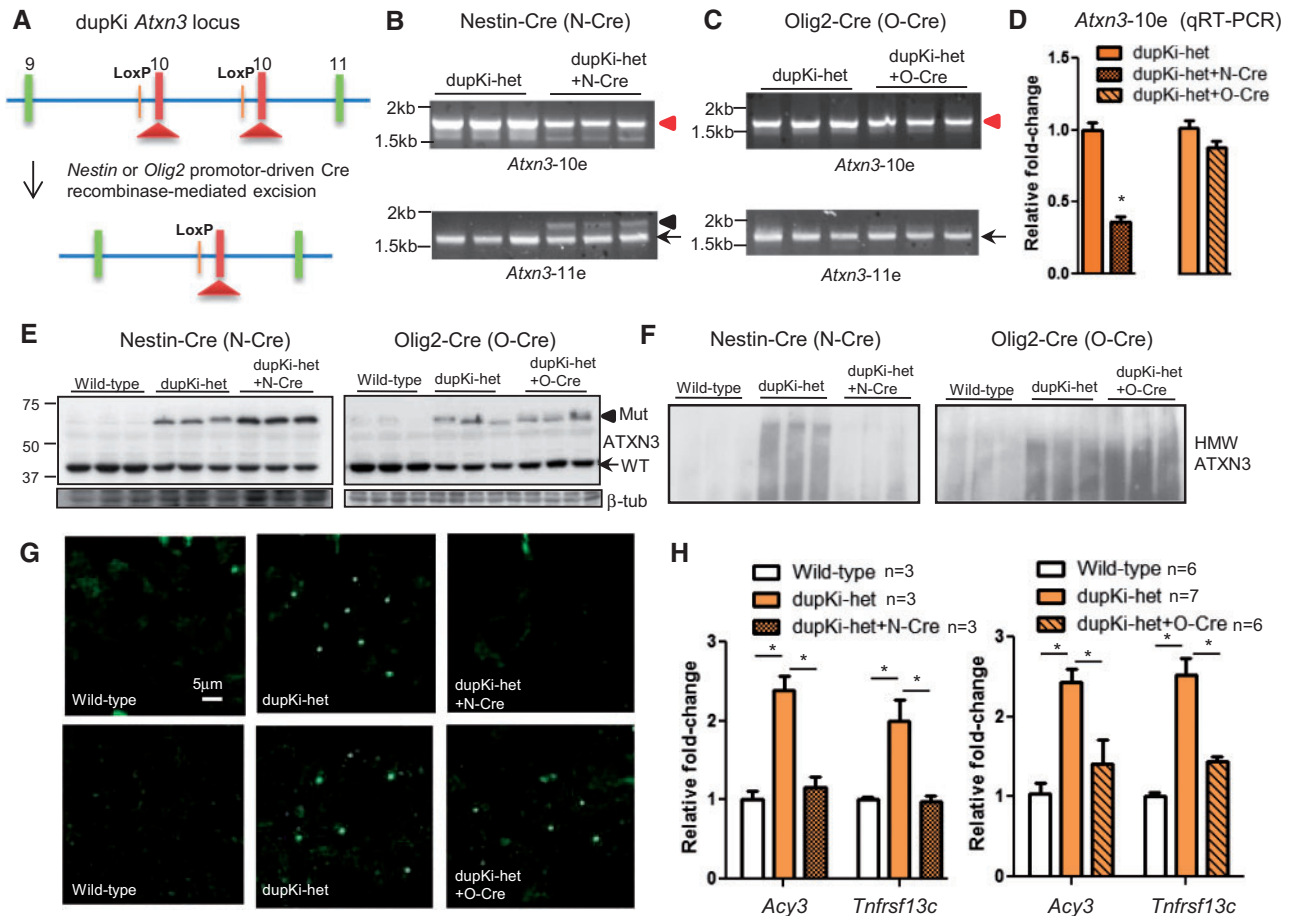 A
dupKi Atxn3 locus
9
LoxP
10
LoxP
10
11
Nestin or Olig2 promotor-driven Cre
recombinase-mediated excision
LoxP
B
Nestin-Cre (N-Cre)
dupKi-het
dupKi-het
+N-Cre
2kb
1.5kb
Atxn3-10e
2kb
1.5kb
Atxn3-11e
C
Olig2-Cre (O-Cre)
dupKi-het
dupKi-het
+O-Cre
2kb
1.5kb
Atxn3-10e
2kb
1.5kb
Atxn3-11e
D
Atxn3-10e (qRT-PCR)
dupKi-het
dupKi-het+N-Cre
dupKi-het+O-Cre
Relative fold-change
1.5
1.0
0.5
0.0
*
E
Nestin-Cre (N-Cre)
Wild-type
dupKi-het
dupKi-het
+N-Cre
75
50
37
Olig2-Cre (O-Cre)
Wild-type
dupKi-het
dupKi-het
+O-Cre
Mut
ATXN3
WT
β-tub
F
Nestin-Cre (N-Cre)
Wild-type
dupKi-het
dupKi-het
+N-Cre
Olig2-Cre (O-Cre)
Wild-type
dupKi-het
dupKi-het
+O-Cre
HMW
ATXN3
G
Wild-type
5μm
dupKi-het
dupKi-het
+N-Cre
Wild-type
dupKi-het
dupKi-het
+O-Cre
H
Wild-type n=3
dupKi-het n=3
dupKi-het+N-Cre n=3
Relative fold-change
3
2
1
0
*
*
*
*
Acy3
Tnfrsf13c
Wild-type n=6
dupKi-het n=7
dupKi-het+O-Cre n=6
Relative fold-change
3
2
1
0
*
*
*
*
Acy3
Tnfrsf13c